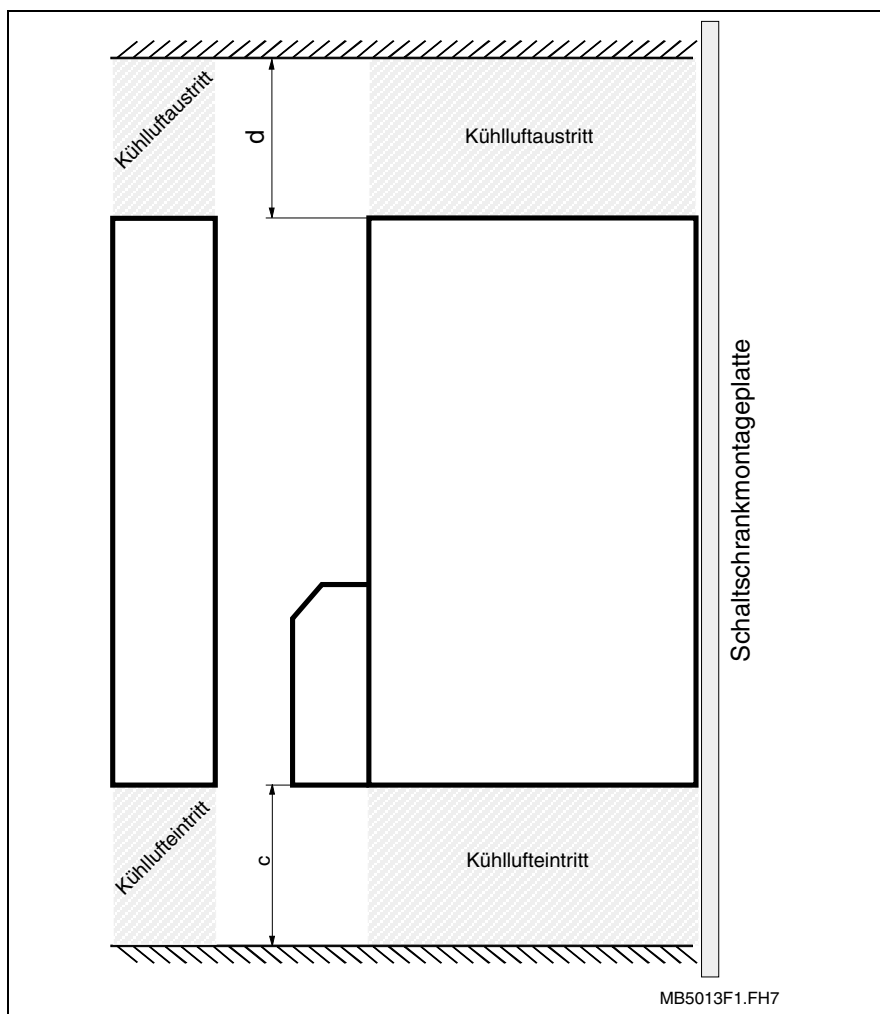 Kühlluftaustritt
d
Kühlluftaustritt
Schaltschrankmontageplatte
Kühllufteintritt
c
Kühllufteintritt
MB5013F1.FH7